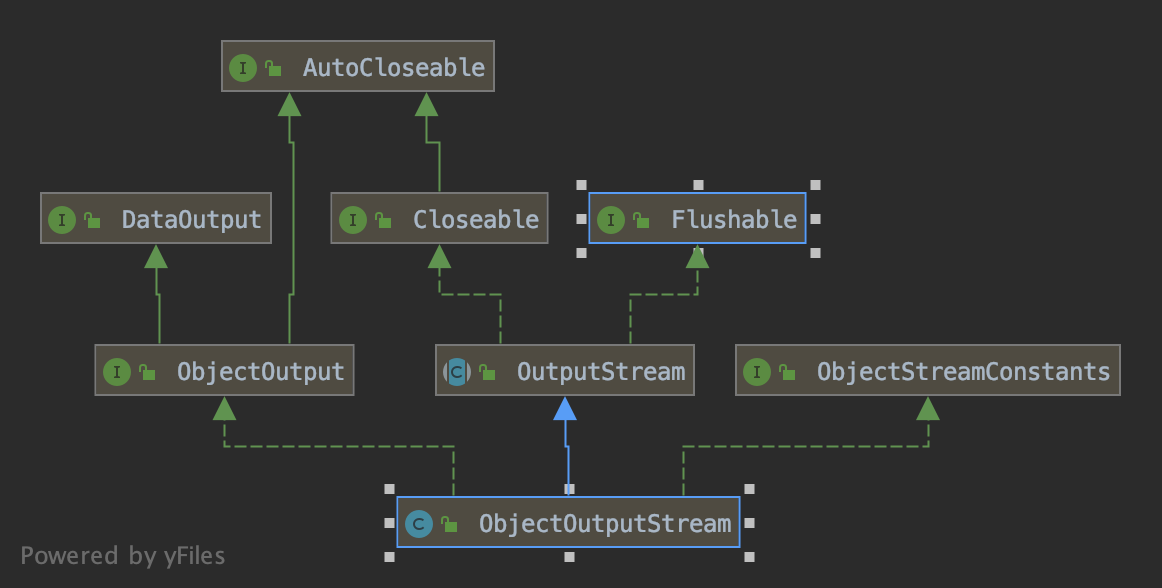 I AutoCloseable
I DataOutput
I Closeable
I Flushable
I ObjectOutput
C OutputStream
I ObjectStreamConstants
C ObjectOutputStream
Powered by yFiles